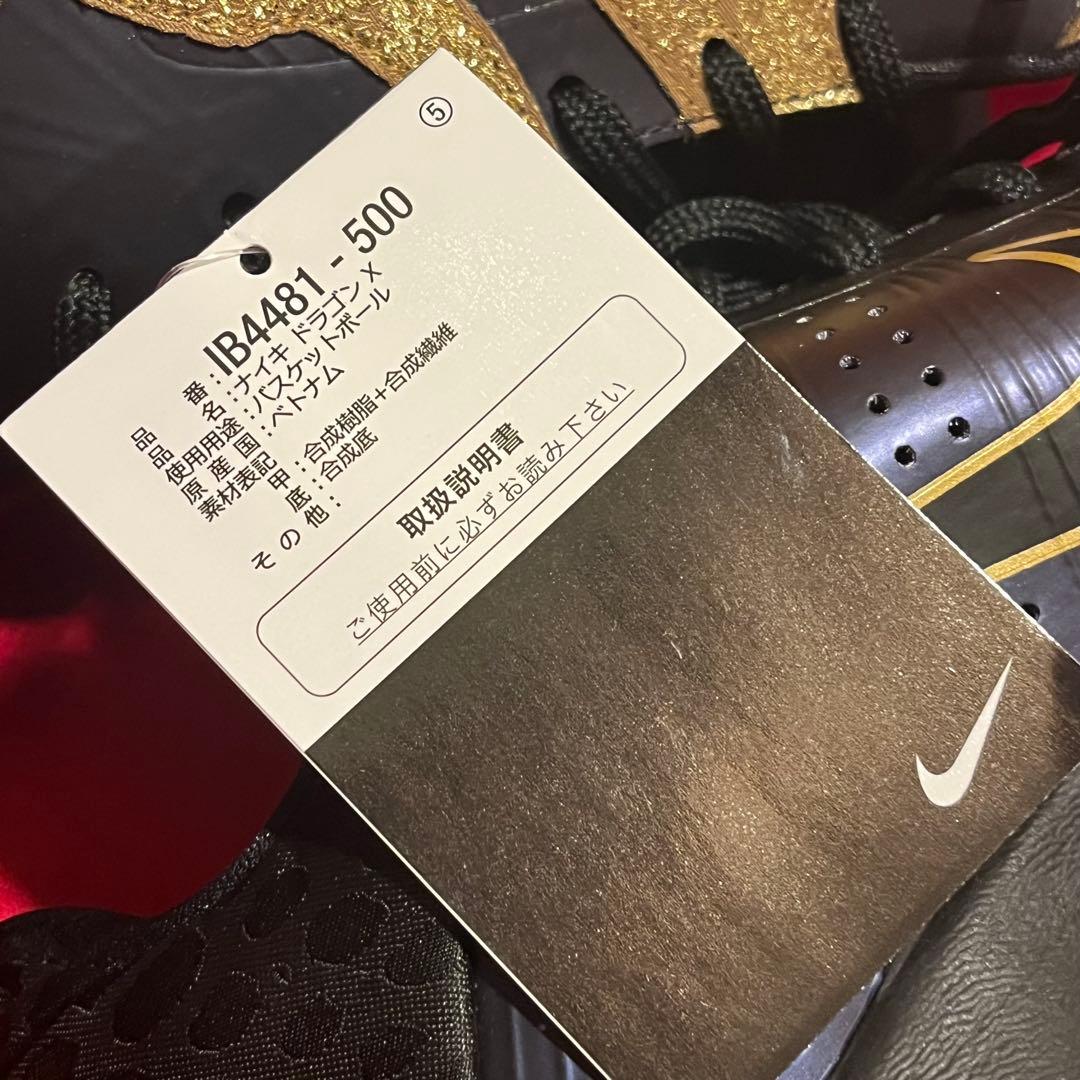 ⑤
品番：IB4481 - 500
品名：ナイキ ドラゴン X
使用用途：バスケットボール
原産国：ベトナム
素材表記
甲：合成樹脂＋合成繊維
底：合成底
その他：
取扱説明書
ご使用前に必ずお読み下さい